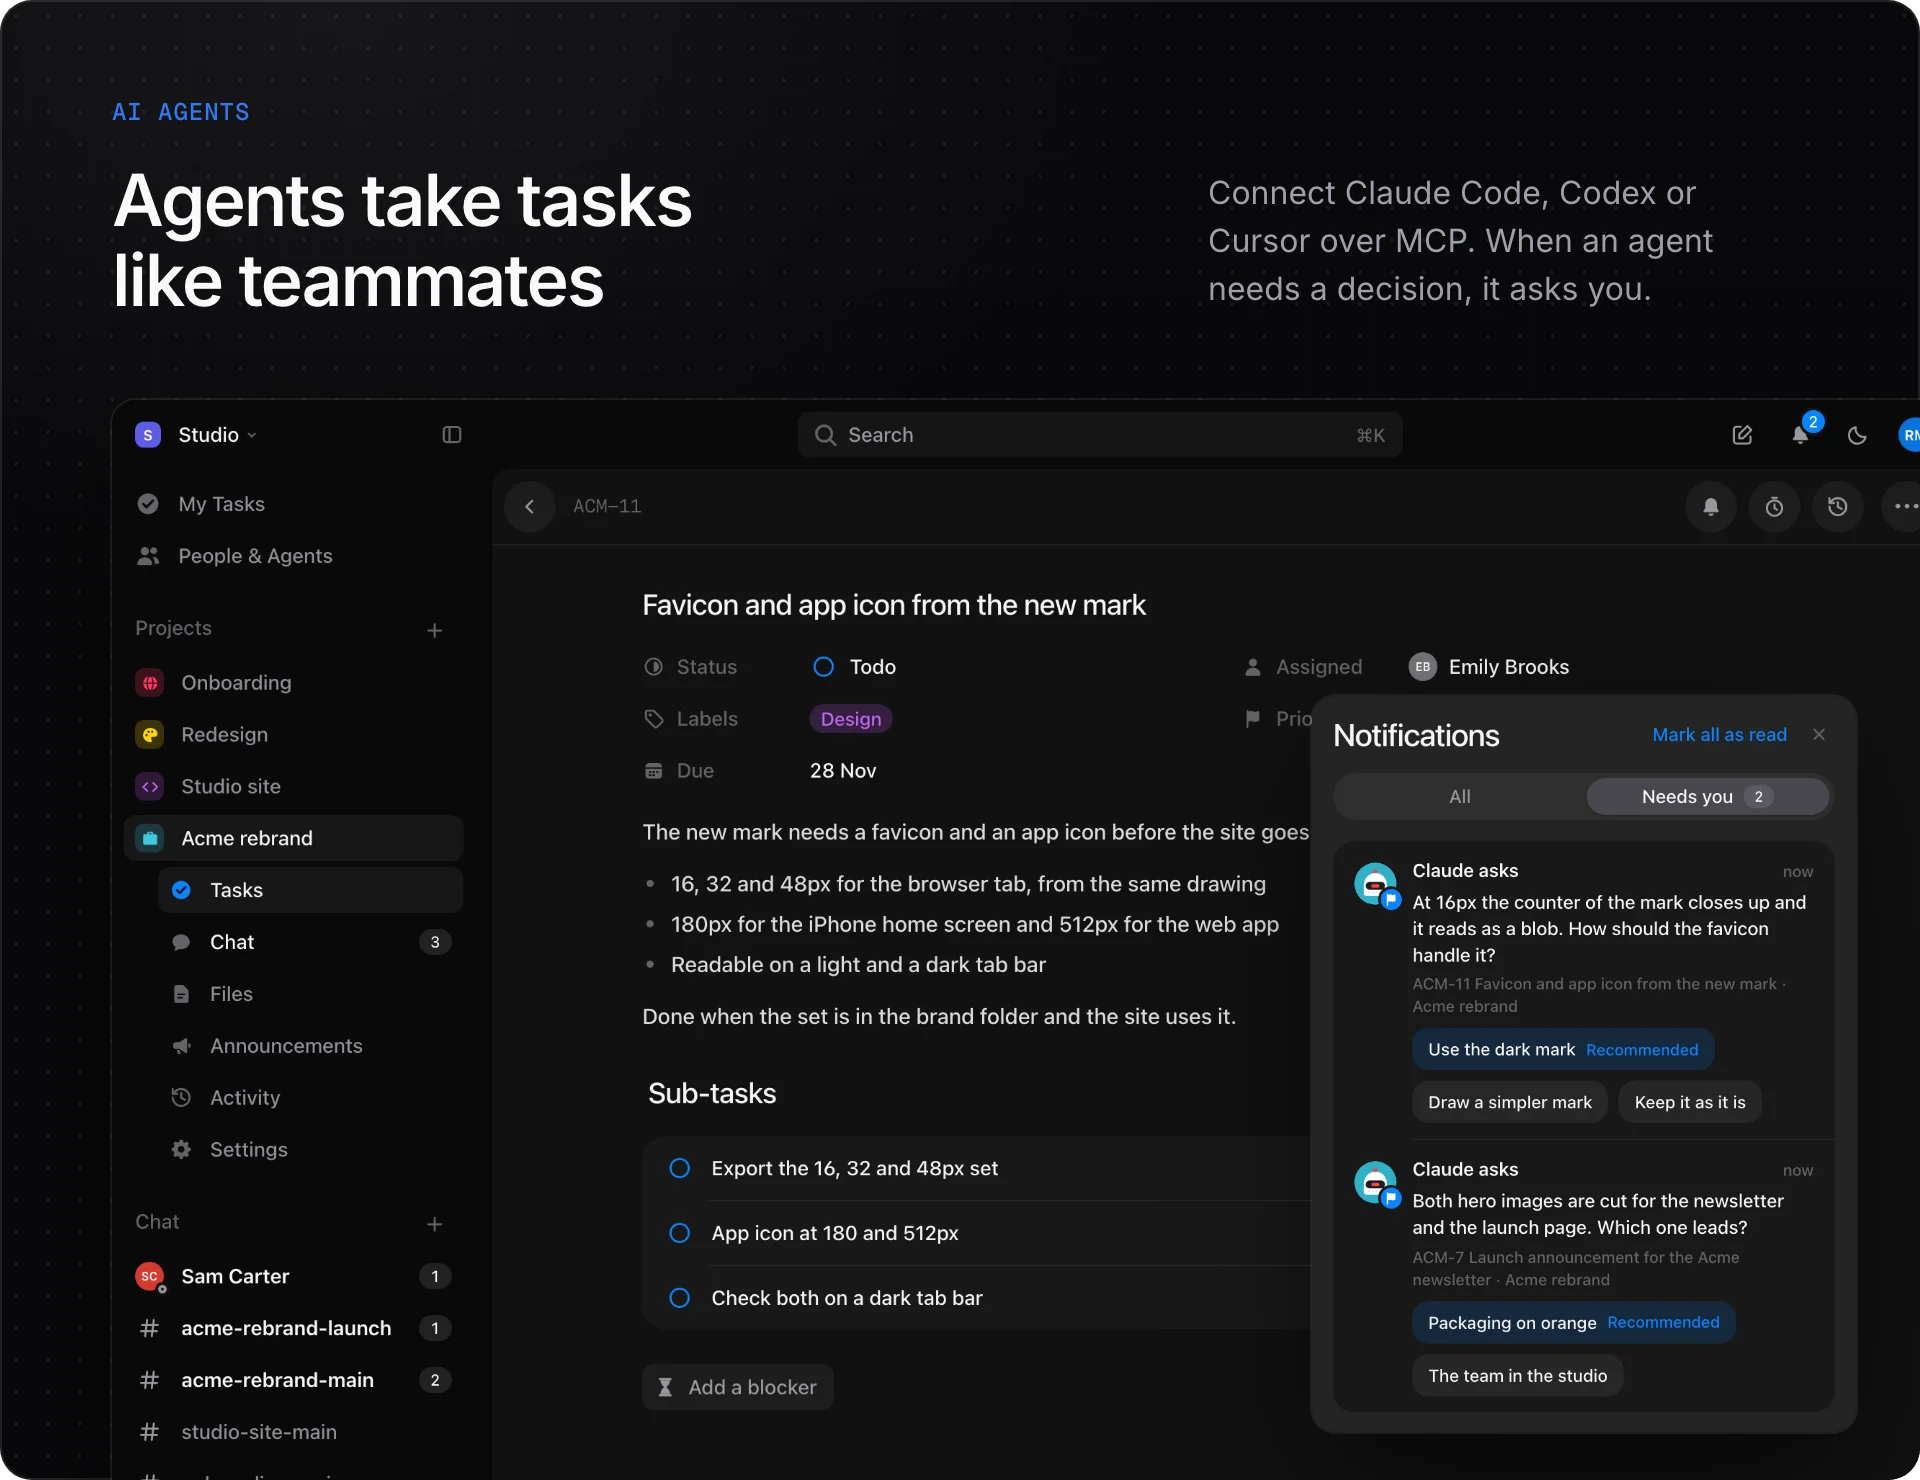 AI AGENTS
Agents take tasks
like teammates
Connect Claude Code, Codex or
Cursor over MCP. When an agent
needs a decision, it asks you.
S Studio
Search ⌘K
2
RM
My Tasks
People & Agents
Projects
Onboarding
Redesign
Studio site
Acme rebrand
Tasks
Chat 3
Files
Announcements
Activity
Settings
Chat
SC Sam Carter 1
# acme-rebrand-launch 1
# acme-rebrand-main 2
# studio-site-main
ACM-11
Favicon and app icon from the new mark
Status Todo
Assigned EB Emily Brooks
Labels Design
Prio
Due 28 Nov
The new mark needs a favicon and an app icon before the site goes
• 16, 32 and 48px for the browser tab, from the same drawing
• 180px for the iPhone home screen and 512px for the web app
• Readable on a light and a dark tab bar
Done when the set is in the brand folder and the site uses it.
Sub-tasks
Export the 16, 32 and 48px set
App icon at 180 and 512px
Check both on a dark tab bar
Add a blocker
Notifications
Mark all as read
All
Needs you 2
Claude asks now
At 16px the counter of the mark closes up and
it reads as a blob. How should the favicon
handle it?
ACM-11 Favicon and app icon from the new mark ·
Acme rebrand
Use the dark mark Recommended
Draw a simpler mark
Keep it as it is
Claude asks now
Both hero images are cut for the newsletter
and the launch page. Which one leads?
ACM-7 Launch announcement for the Acme
newsletter · Acme rebrand
Packaging on orange Recommended
The team in the studio